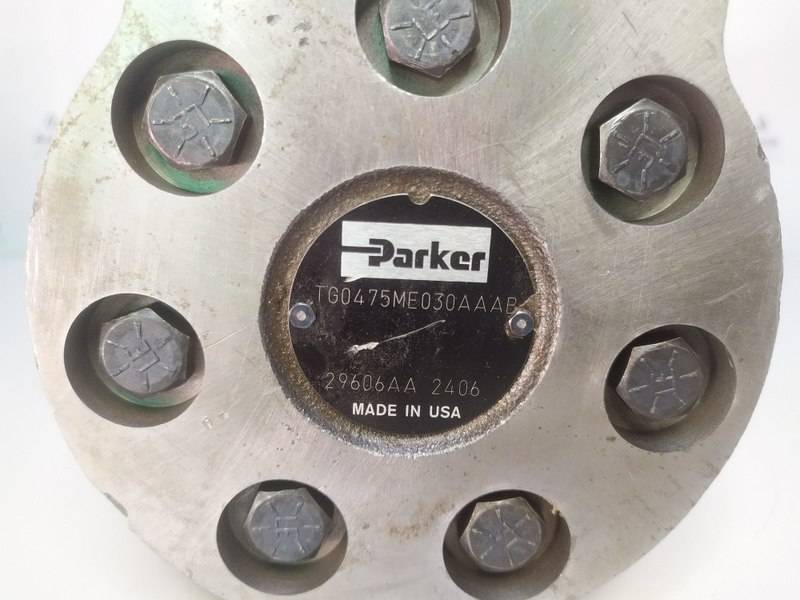 Parker
TG0475ME030AAAB
29606AA 2406
MADE IN USA